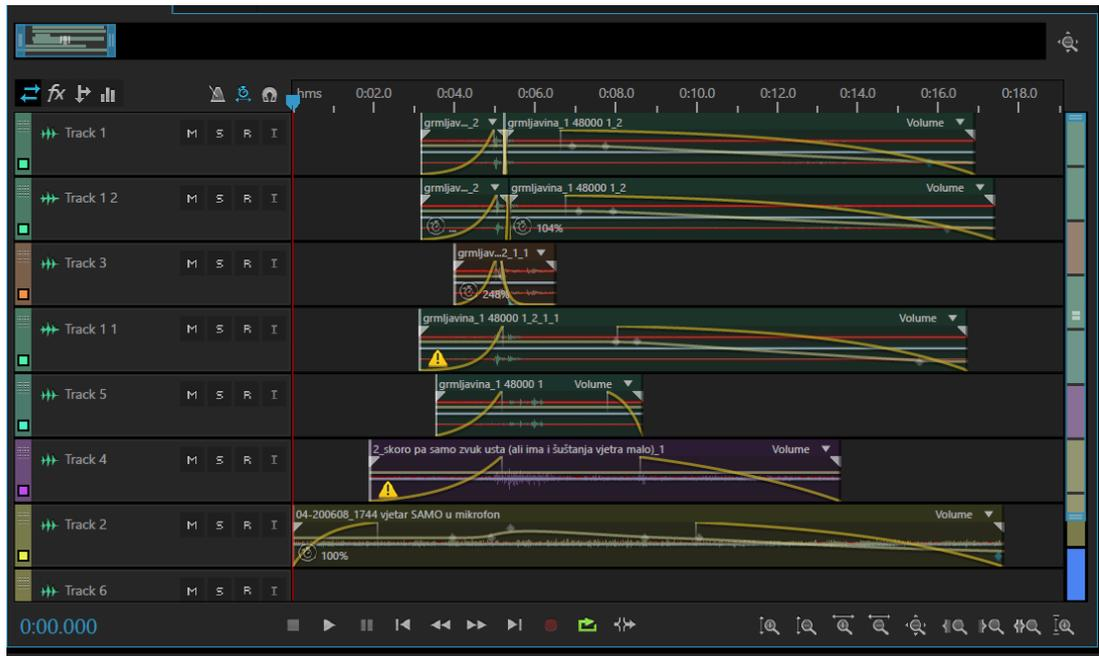 fx
hms 0:02.0 0:04.0 0:06.0 0:08.0 0:10.0 0:12.0 0:14.0 0:16.0 0:18.0
Track 1 M S R I
grmljav..._2 grmljavina_1 48000 1_2 Volume
Track 1 2 M S R I
grmljav..._2 grmljavina_1 48000 1_2 Volume
... 104%
Track 3 M S R I
grmljav...2_1_1
248%
Track 1 1 M S R I
grmljavina_1 48000 1_2_1_1 Volume
Track 5 M S R I
grmljavina_1 48000 1 Volume
Track 4 M S R I
2_skoro pa samo zvuk usta (ali ima i šuštanja vjetra malo)_1 Volume
Track 2 M S R I
04-200608_1744 vjetar SAMO u mikrofon Volume
100%
Track 6 M S R I
0:00.000